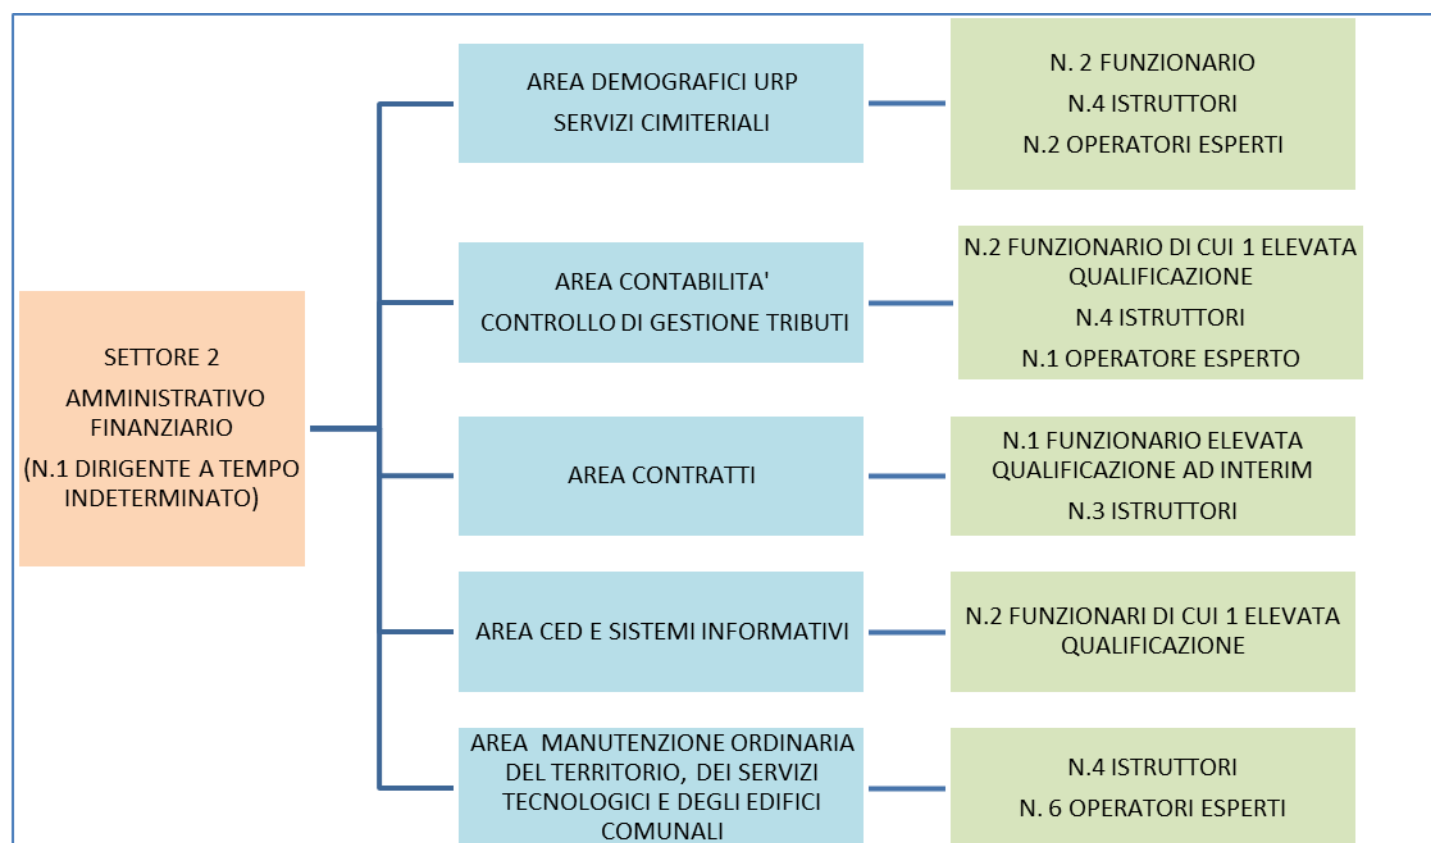 SETTORE 2
AMMINISTRATIVO
FINANZIARIO
(N.1 DIRIGENTE A TEMPO
INDETERMINATO)
AREA DEMOGRAFICI URP
SERVIZI CIMITERIALI
N. 2 FUNZIONARIO
N.4 ISTRUTTORI
N.2 OPERATORI ESPERTI
AREA CONTABILITA'
CONTROLLO DI GESTIONE TRIBUTI
N.2 FUNZIONARIO DI CUI 1 ELEVATA
QUALIFICAZIONE
N.4 ISTRUTTORI
N.1 OPERATORE ESPERTO
AREA CONTRATTI
N.1 FUNZIONARIO ELEVATA
QUALIFICAZIONE AD INTERIM
N.3 ISTRUTTORI
AREA CED E SISTEMI INFORMATIVI
N.2 FUNZIONARI DI CUI 1 ELEVATA
QUALIFICAZIONE
AREA MANUTENZIONE ORDINARIA
DEL TERRITORIO, DEI SERVIZI
TECNOLOGICI E DEGLI EDIFICI
COMUNALI
N.4 ISTRUTTORI
N. 6 OPERATORI ESPERTI